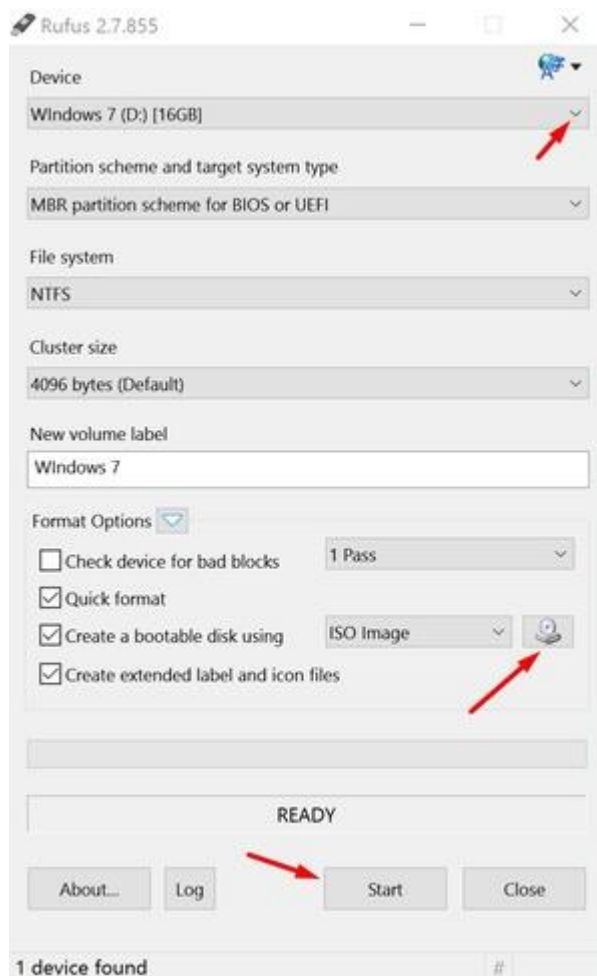 Rufus 2.7.855
Device
WIndows 7 (D:) [16GB]
Partition scheme and target system type
MBR partition scheme for BIOS or UEFI
File system
NTFS
Cluster size
4096 bytes (Default)
New volume label
WIndows 7
Format Options
Check device for bad blocks 1 Pass
Quick format
Create a bootable disk using ISO Image
Create extended label and icon files
READY
About... Log Start Close
1 device found #